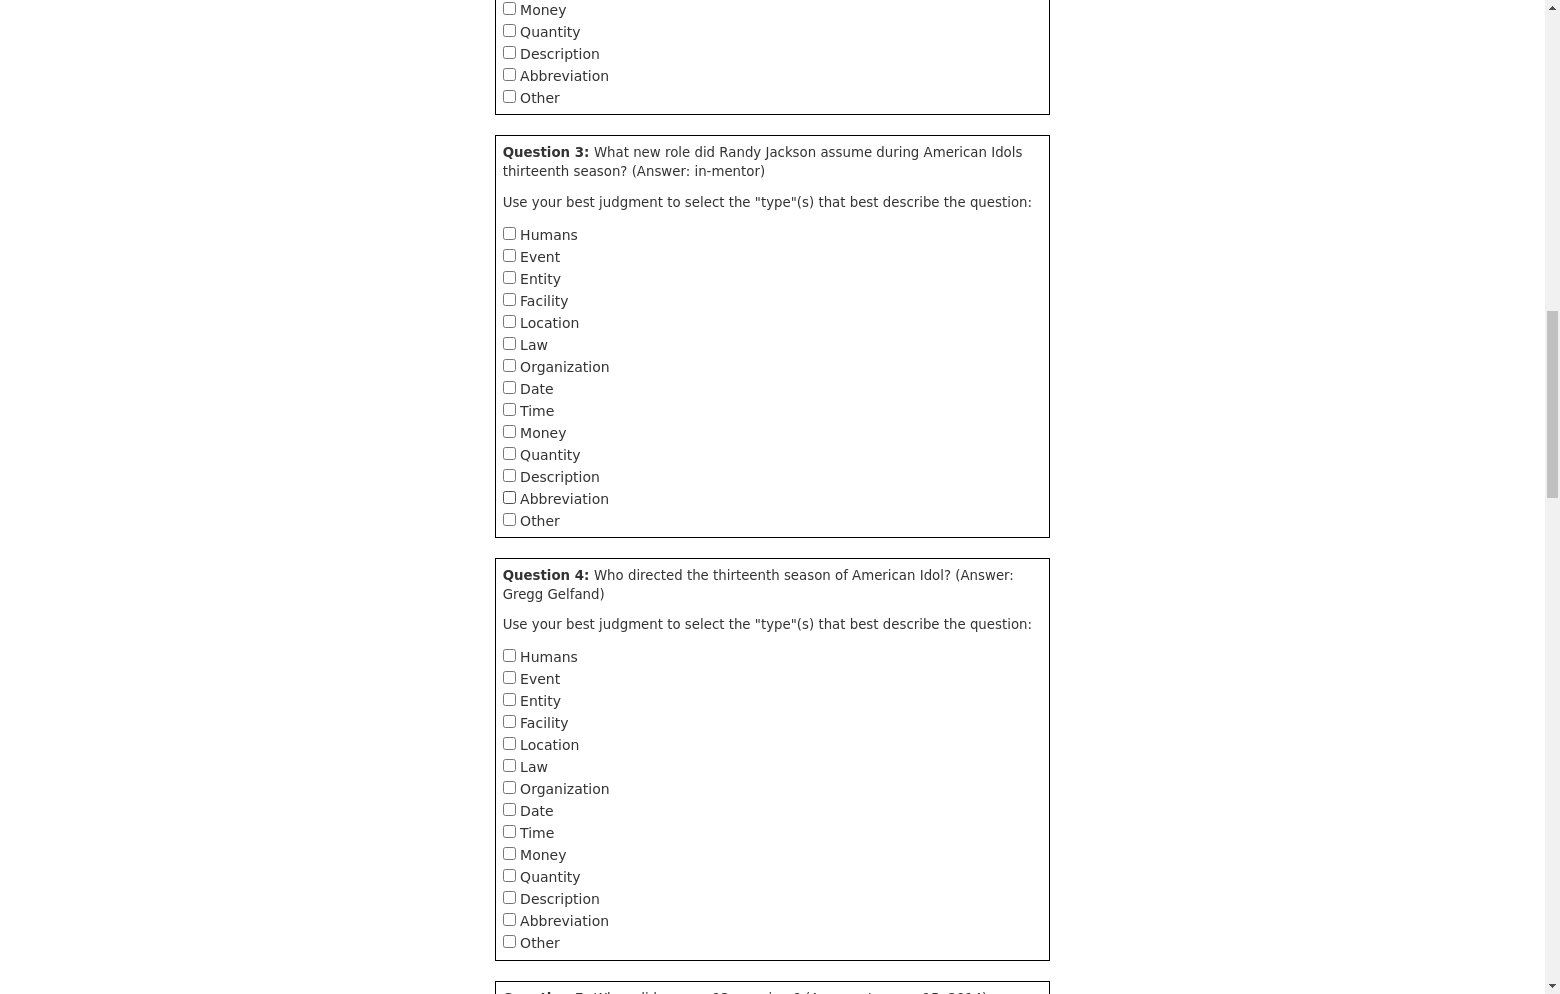 Money
Quantity
Description
Abbreviation
Other
Question 3: What new role did Randy Jackson assume during American Idols
thirteenth season? (Answer: in-mentor)
Use your best judgment to select the "type"(s) that best describe the question:
Humans
Event
Entity
Facility
Location
Law
Organization
Date
Time
Money
Quantity
Description
Abbreviation
Other
Question 4: Who directed the thirteenth season of American Idol? (Answer:
Gregg Gelfand)
Use your best judgment to select the "type"(s) that best describe the question:
Humans
Event
Entity
Facility
Location
Law
Organization
Date
Time
Money
Quantity
Description
Abbreviation
Other